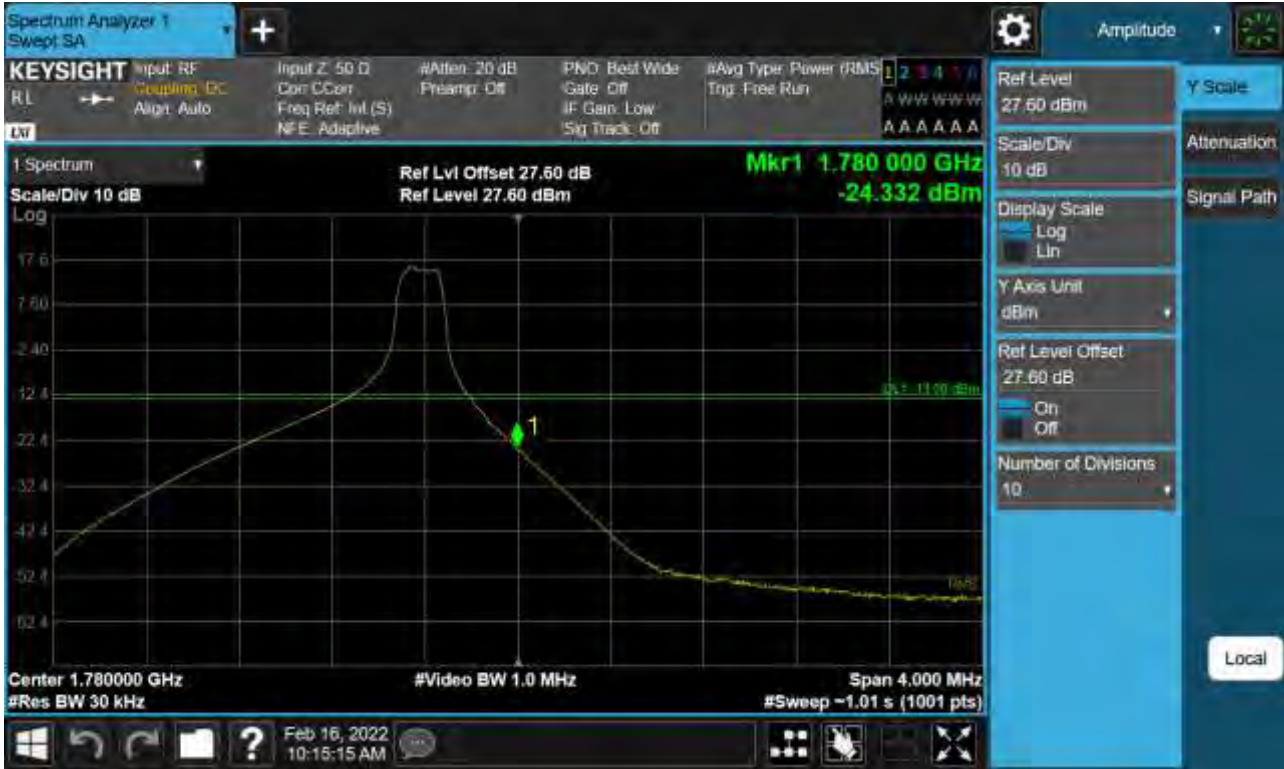 Spectrum Analyzer 1
Swept SA
Amplitude
KEYSIGHT
RL
LXI
Input: RF
Coupling: DC
Align: Auto
Input Z: 50 Ω
Corr CCorr
Freq Ref: Int (S)
NFE: Adaptive
#Atten: 20 dB
Preamp: Off
PNO: Best Wide
Gate: Off
IF Gain: Low
Sig Track: Off
#Avg Type: Power (RMS
Trig: Free Run
1 2 3 4 5 6
A W W W W W
A A A A A A
1 Spectrum
Scale/Div 10 dB
Log
Ref Lvl Offset 27.60 dB
Ref Level 27.60 dBm
Mkr1 1.780 000 GHz
-24.332 dBm
17.6
7.60
-2.40
-12.4
-22.4
-32.4
-42.4
-52.4
-62.4
DL1 -13.00 dBm
1
RMS
Center 1.780000 GHz
#Res BW 30 kHz
#Video BW 1.0 MHz
Span 4.000 MHz
#Sweep ~1.01 s (1001 pts)
Ref Level
27.60 dBm
Scale/Div
10 dB
Display Scale
Log
Lin
Y Axis Unit
dBm
Ref Level Offset
27.60 dB
On
Off
Number of Divisions
10
Y Scale
Attenuation
Signal Path
Local
Feb 16, 2022
10:15:15 AM